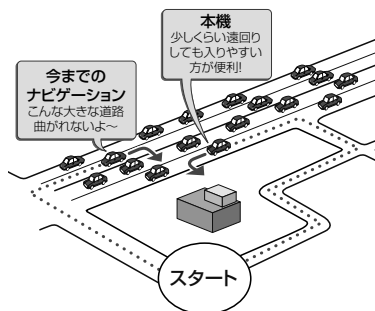 本機
少しくらい遠回り
しても入りやすい
方が便利!
今までの
ナビゲーション
こんな大きな道路
曲がれないよ～
スタート